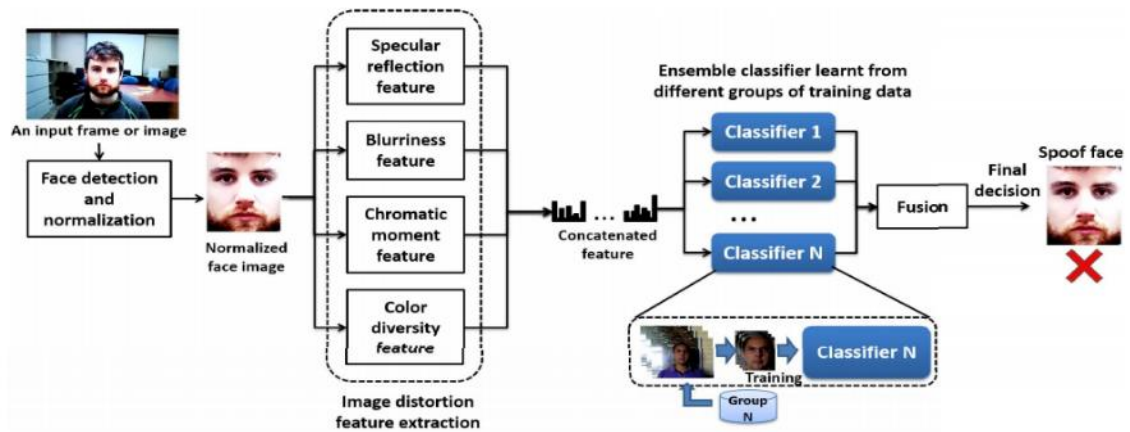 An input frame or image
Face detection
and
normalization
Normalized
face image
Specular
reflection
feature
Blurriness
feature
Chromatic
moment
feature
Color
diversity
feature
Image distortion
feature extraction
...
Concatenated
feature
Ensemble classifier learnt from
different groups of training data
Classifier 1
Classifier 2
...
Classifier N
Training
Classifier N
Group
N
Fusion
Final
decision
Spoof face